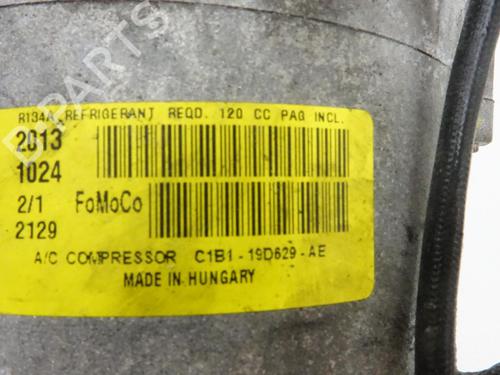 R134A REFRIGERANT REQD. 120 CC PAG INCL.
2013
1024
2/1 FoMoCo
2129
A/C COMPRESSOR C1B1-19D629-AE
MADE IN HUNGARY